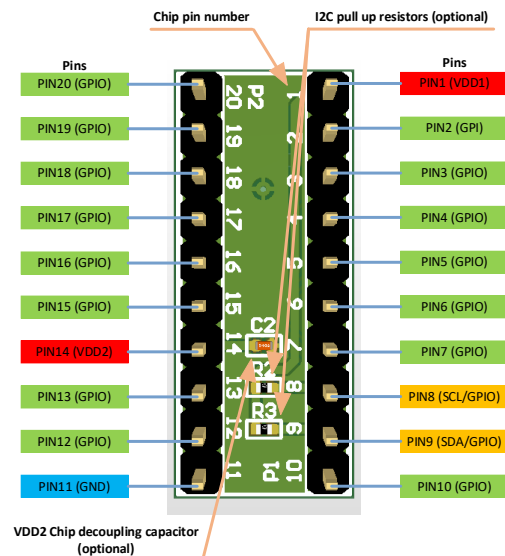 Chip pin number
I2C pull up resistors (optional)
Pins
Pins
PIN20 (GPIO)
PIN1 (VDD1)
PIN19 (GPIO)
PIN2 (GPI)
PIN18 (GPIO)
PIN3 (GPIO)
PIN17 (GPIO)
PIN4 (GPIO)
PIN16 (GPIO)
PIN5 (GPIO)
PIN15 (GPIO)
PIN6 (GPIO)
PIN14 (VDD2)
PIN7 (GPIO)
PIN13 (GPIO)
PIN8 (SCL/GPIO)
PIN12 (GPIO)
PIN9 (SDA/GPIO)
PIN11 (GND)
PIN10 (GPIO)
20
P2
1
19
2
18
3
17
4
16
5
15
6
14
C2
7
13
8
12
R3
9
11
P1
10
VDD2 Chip decoupling capacitor
(optional)